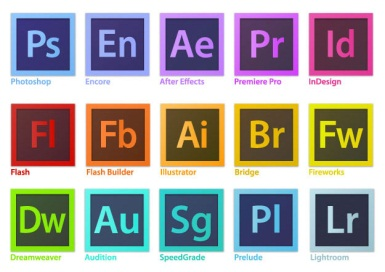 Ps En Ae Pr Id
Photoshop Encore After Effects Premiere Pro InDesign
Fl Fb Ai Br Fw
Flash Flash Builder Illustrator Bridge Fireworks
Dw Au Sg Pl Lr
Dreamweaver Audition SpeedGrade Prelude Lightroom